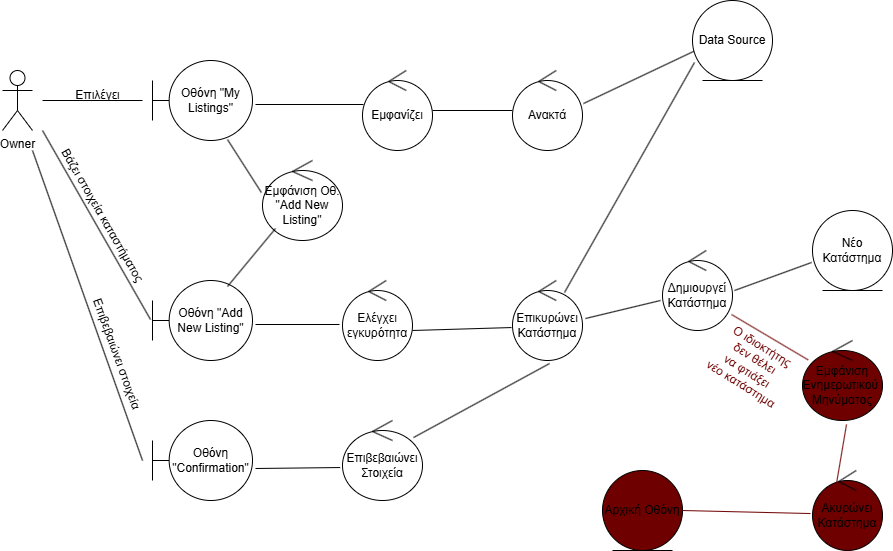 Data Source
Επιλέγει
Οθόνη "My
Listings"
Εμφανίζει
Ανακτά
Owner
Βάζει στοιχεία καταστήματος
Εμφάνιση Οθ.
"Add New
Listing"
Νέο
Κατάστημα
Δημιουργεί
Κατάστημα
Οθόνη "Add
New Listing"
Ελέγχει
εγκυρότητα
Επικυρώνει
Κατάστημα
Επιβεβαιώνει στοιχεία
Ο ιδιοκτήτης
δεν θέλει
να φτιάξει
νέο κατάστημα
Εμφάνιση
Ενημερωτικού
Μηνύματος
Οθόνη
"Confirmation"
Επιβεβαιώνει
Στοιχεία
Αρχική Οθόνη
Ακυρώνει
Κατάστημα